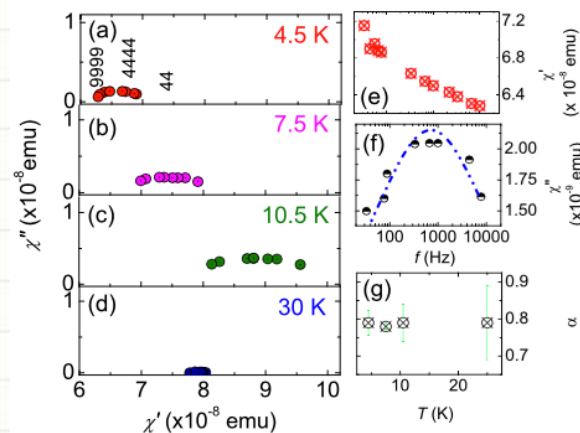 (a) 4.5 K
9999 4444 44
1
0
(b) 7.5 K
1
0
(c) 10.5 K
1
0
(d) 30 K
1
0
6 7 8 9 10
χ' (x10⁻⁸ emu)
χ'' (x10⁻⁸ emu)
(e)
7.2
6.8
6.4
χ' (x 10⁻⁸ emu)
(f)
2.00
1.75
1.50
χ'' (x10⁻⁹ emu)
100 1000 10000
f (Hz)
(g)
0.9
0.8
0.7
α
10 20
T (K)